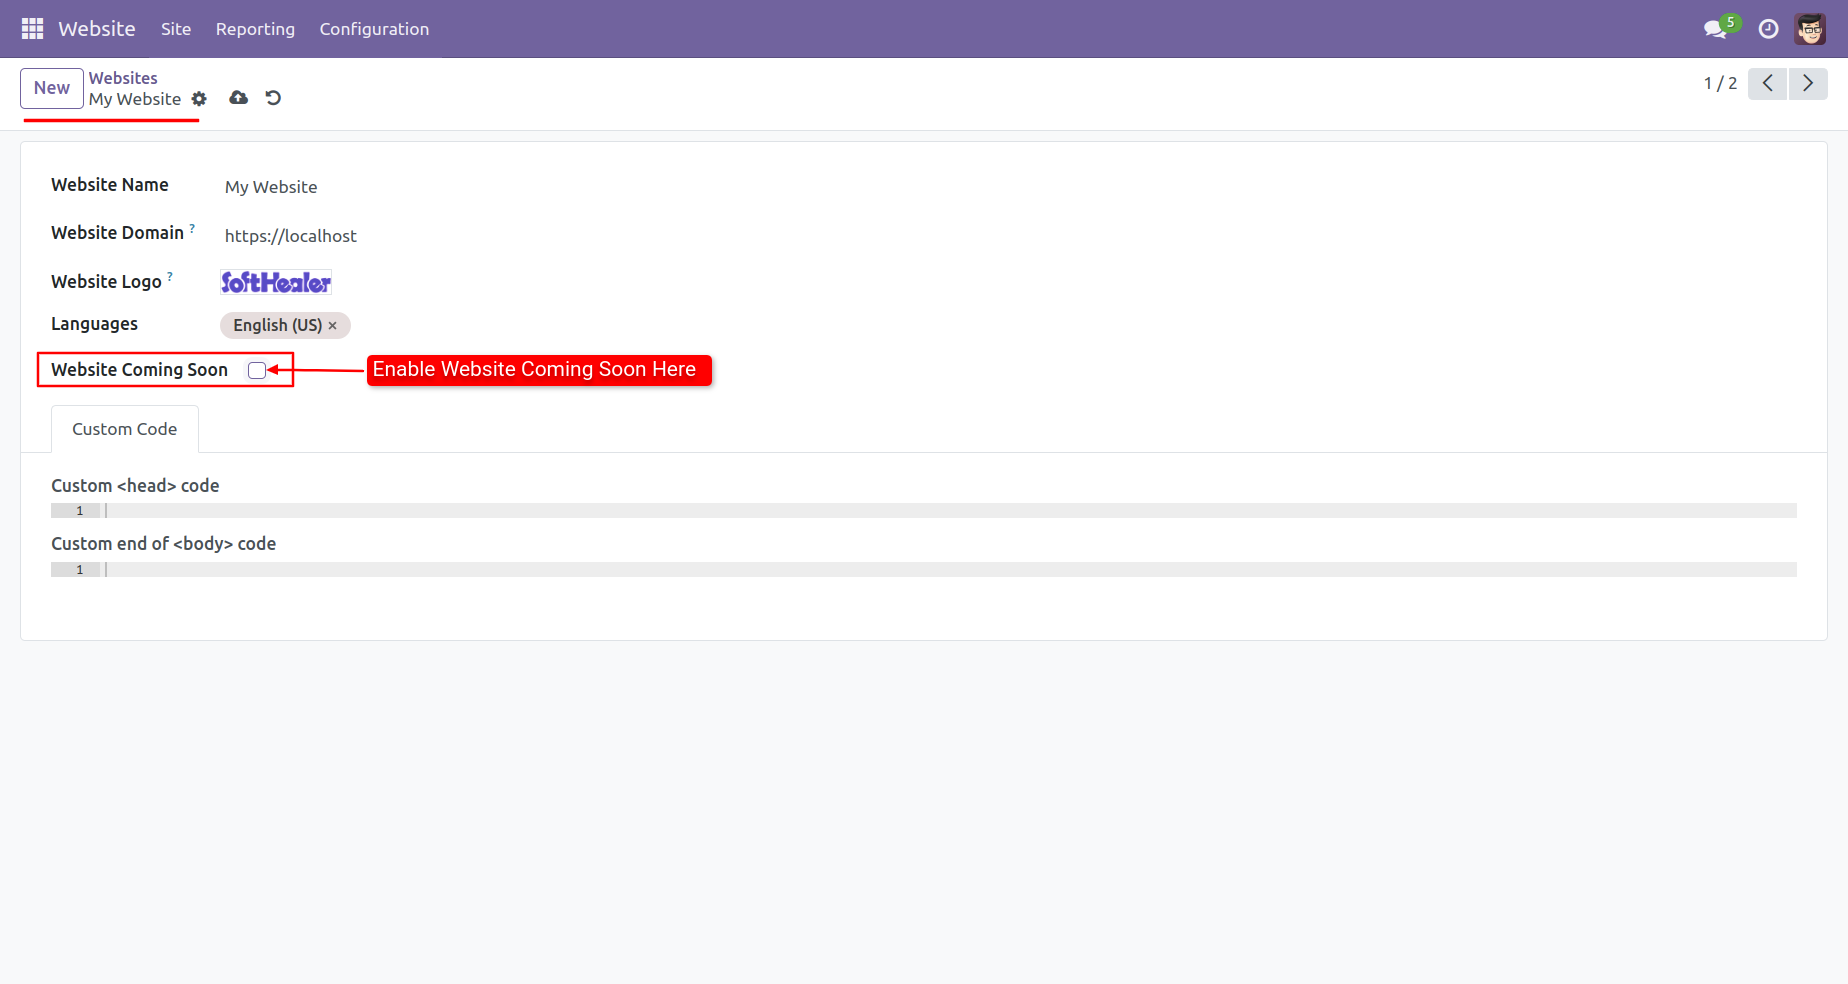 Website Site Reporting Configuration 5
New Websites
My Website
1 / 2
Website Name My Website
Website Domain ? https://localhost
Website Logo ? SoftHealer
Languages English (US) ×
Website Coming Soon Enable Website Coming Soon Here
Custom Code
Custom <head> code
1
Custom end of <body> code
1